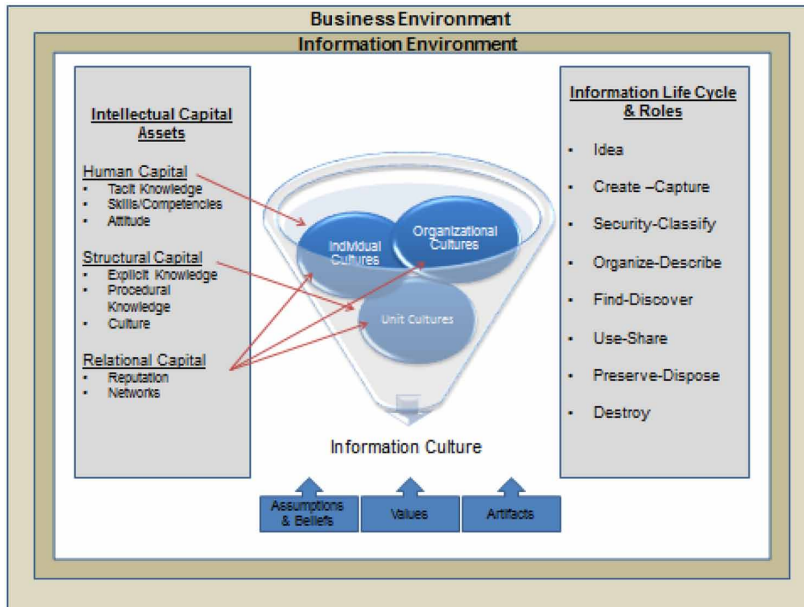 Business Environment
Information Environment
Intellectual Capital
Assets
Human Capital
• Tacit Knowledge
• Skills/Competencies
• Attitude
Structural Capital
• Explicit Knowledge
• Procedural
Knowledge
• Culture
Relational Capital
• Reputation
• Networks
Individual
Cultures
Organizational
Cultures
Unit Cultures
Information Culture
Assumptions
& Beliefs
Values
Artifacts
Information Life Cycle
& Roles
• Idea
• Create –Capture
• Security-Classify
• Organize-Describe
• Find-Discover
• Use-Share
• Preserve-Dispose
• Destroy